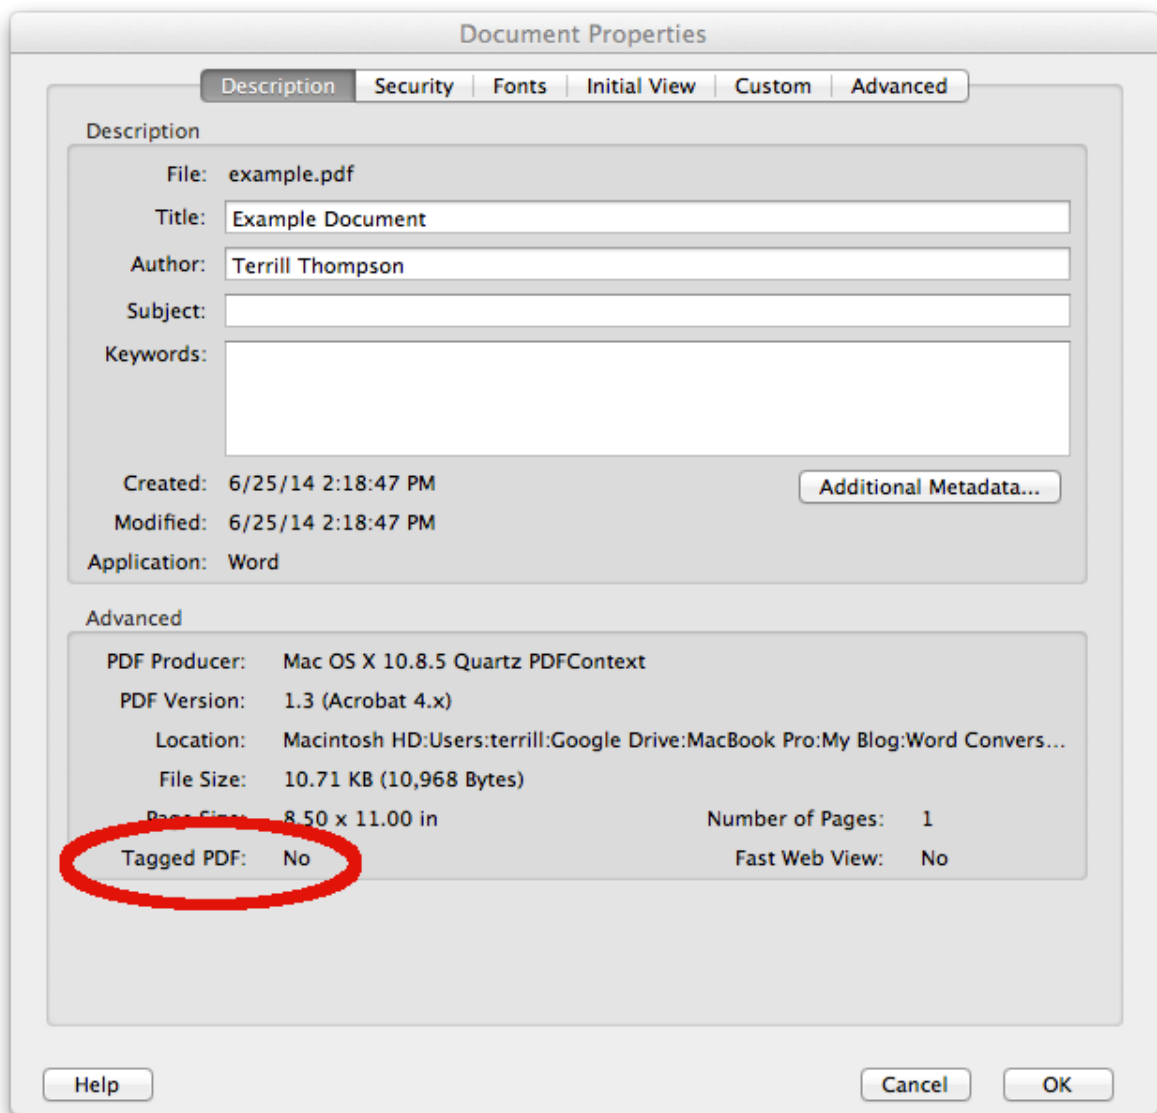 Document Properties
Description Security Fonts Initial View Custom Advanced
Description
File: example.pdf
Title: Example Document
Author: Terrill Thompson
Subject:
Keywords:
Created: 6/25/14 2:18:47 PM
Additional Metadata...
Modified: 6/25/14 2:18:47 PM
Application: Word
Advanced
PDF Producer: Mac OS X 10.8.5 Quartz PDFContext
PDF Version: 1.3 (Acrobat 4.x)
Location: Macintosh HD:Users:terrill:Google Drive:MacBook Pro:My Blog:Word Convers...
File Size: 10.71 KB (10,968 Bytes)
Page Size: 8.50 x 11.00 in Number of Pages: 1
Tagged PDF: No Fast Web View: No
Help Cancel OK